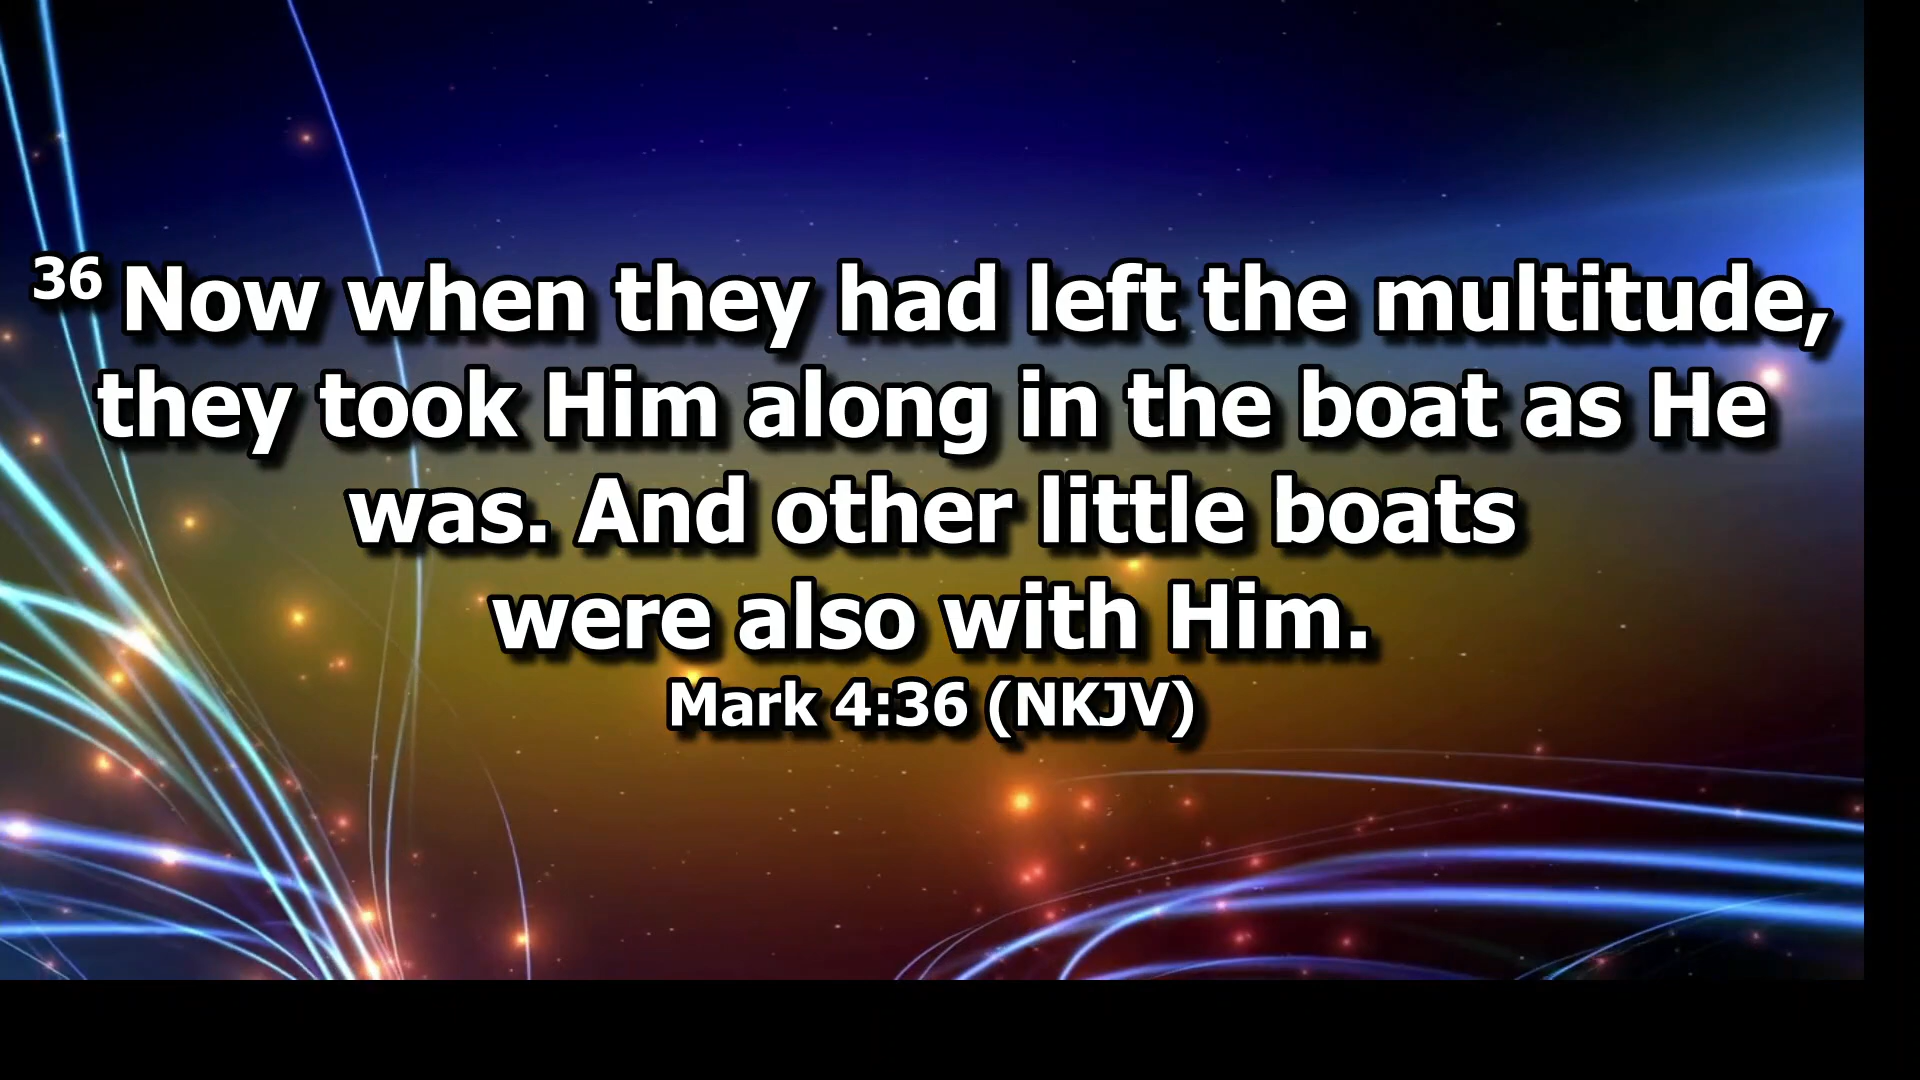 36 Now when they had left the multitude,
they took Him along in the boat as He
was. And other little boats
were also with Him.
Mark 4:36 (NKJV)